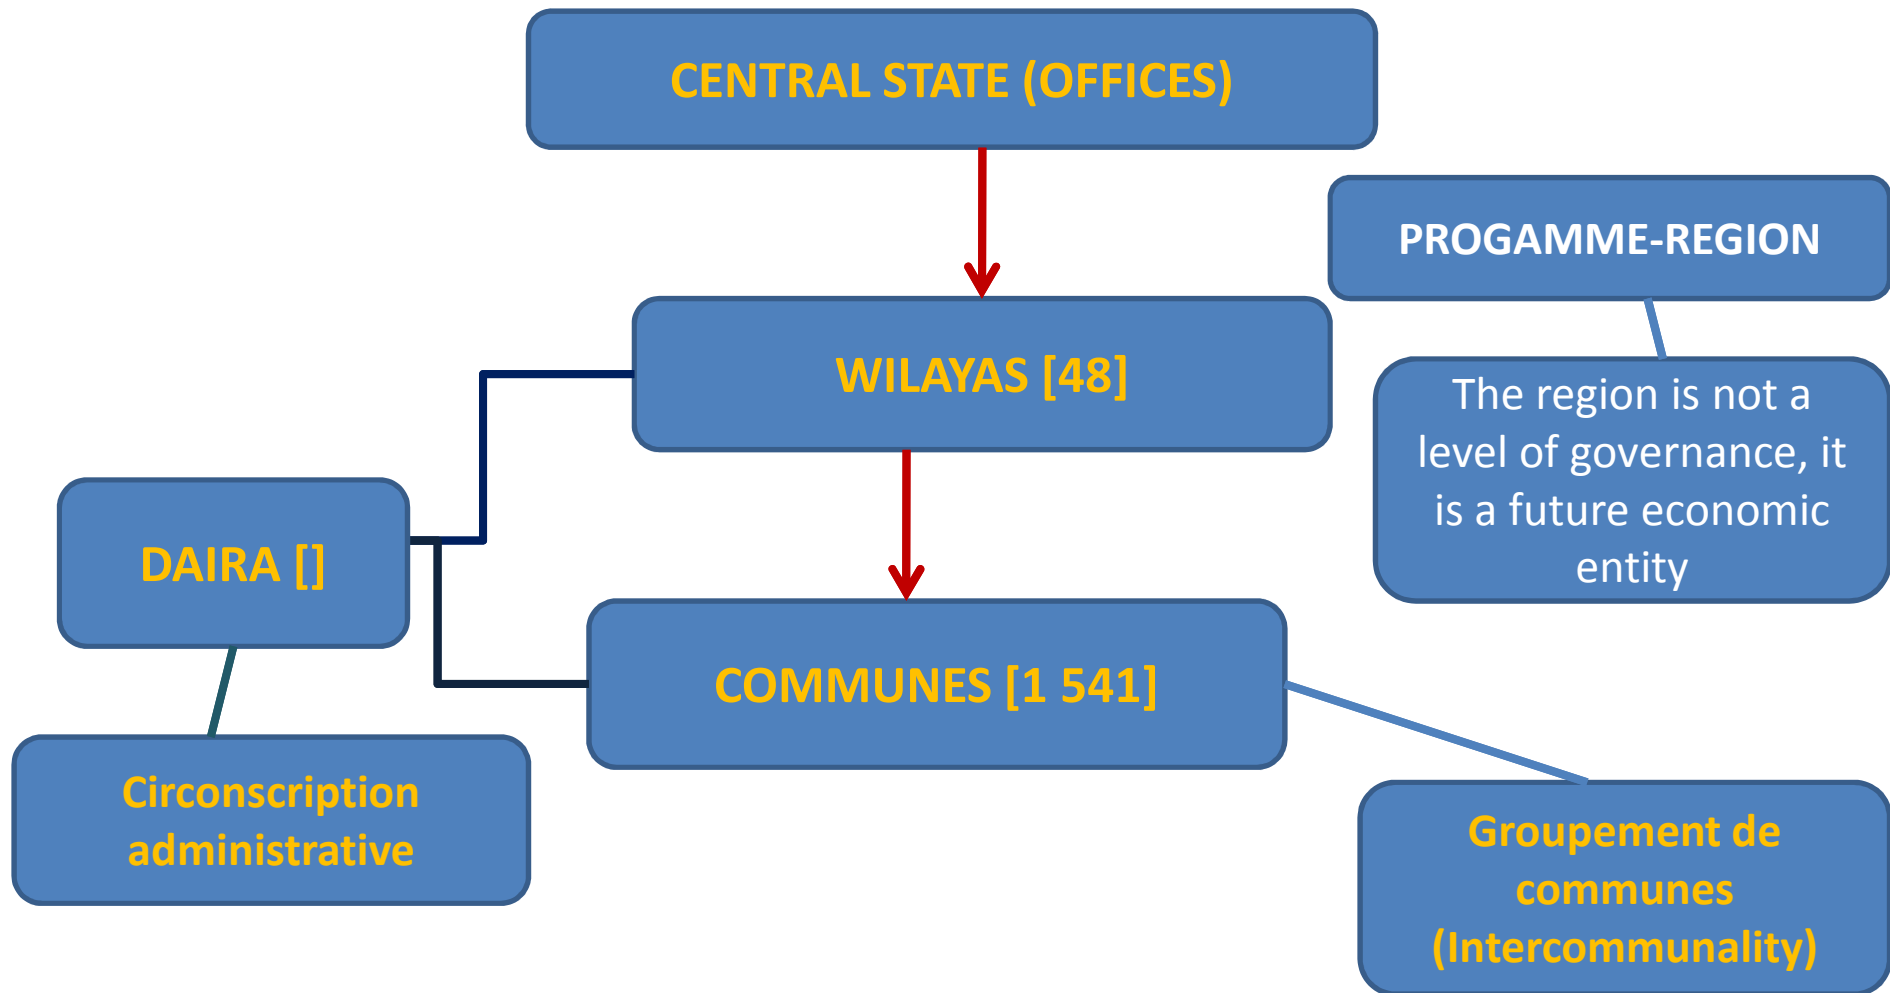 CENTRAL STATE (OFFICES)
PROGAMME-REGION
WILAYAS [48]
The region is not a
level of governance, it
is a future economic
entity
DAIRA []
COMMUNES [1 541]
Circonscription
administrative
Groupement de
communes
(Intercommunality)